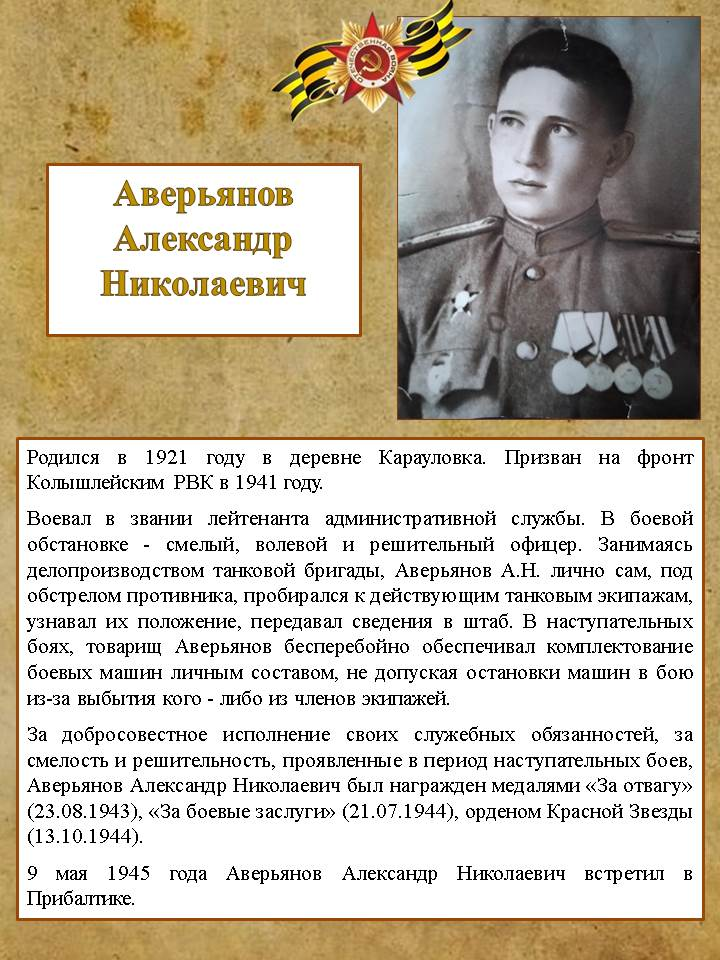 ОТЕЧЕСТВЕННАЯ ВОЙНА
Аверьянов
Александр
Николаевич
Родился в 1921 году в деревне Карауловка. Призван на фронт
Колышлейским РВК в 1941 году.
Воевал в звании лейтенанта административной службы. В боевой
обстановке - смелый, волевой и решительный офицер. Занимаясь
делопроизводством танковой бригады, Аверьянов А.Н. лично сам, под
обстрелом противника, пробирался к действующим танковым экипажам,
узнавал их положение, передавал сведения в штаб. В наступательных
боях, товарищ Аверьянов бесперебойно обеспечивал комплектование
боевых машин личным составом, не допуская остановки машин в бою
из-за выбытия кого - либо из членов экипажей.
За добросовестное исполнение своих служебных обязанностей, за
смелость и решительность, проявленные в период наступательных боев,
Аверьянов Александр Николаевич был награжден медалями «За отвагу»
(23.08.1943), «За боевые заслуги» (21.07.1944), орденом Красной Звезды
(13.10.1944).
9 мая 1945 года Аверьянов Александр Николаевич встретил в
Прибалтике.